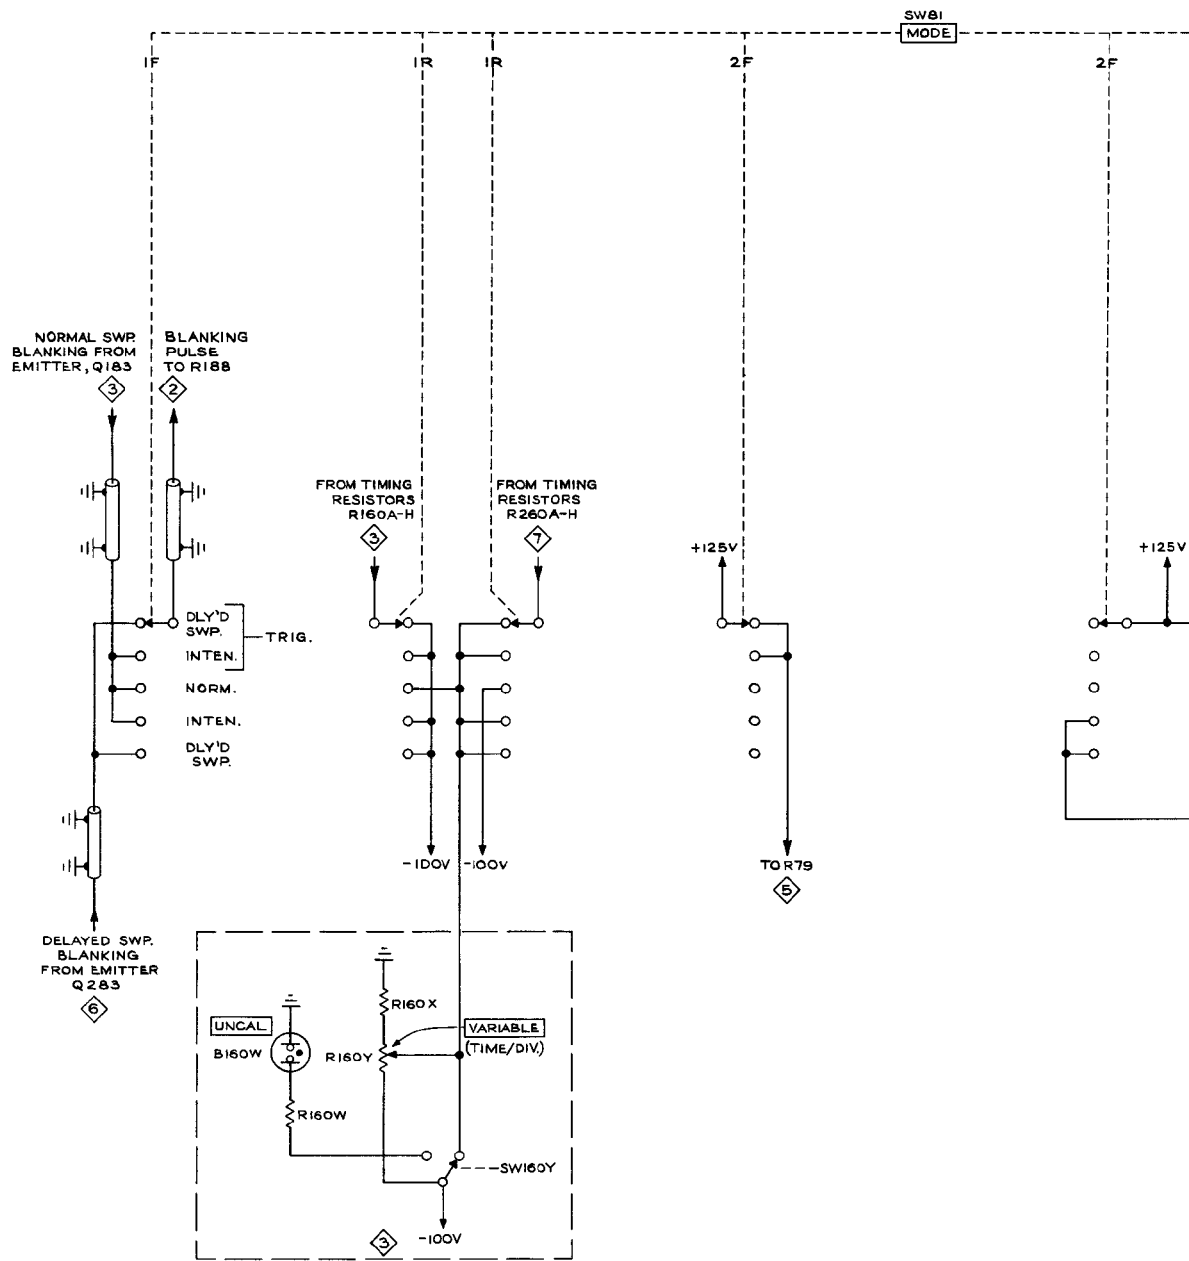 SW81
MODE
1F
1R
1R
2F
2F
NORMAL SWP.
BLANKING FROM
EMITTER, Q183
3
BLANKING
PULSE
TO R188
2
FROM TIMING
RESISTORS
R160A-H
3
FROM TIMING
RESISTORS
R260A-H
7
+125V
+125V
DLY'D
SWP.
INTEN.
TRIG.
NORM.
INTEN.
DLY'D
SWP.
-100V
-100V
TO R79
5
DELAYED SWP.
BLANKING
FROM EMITTER
Q283
6
UNCAL
B160W
R160W
R160X
R160Y
VARIABLE
(TIME/DIV.)
SW160Y
-100V
3